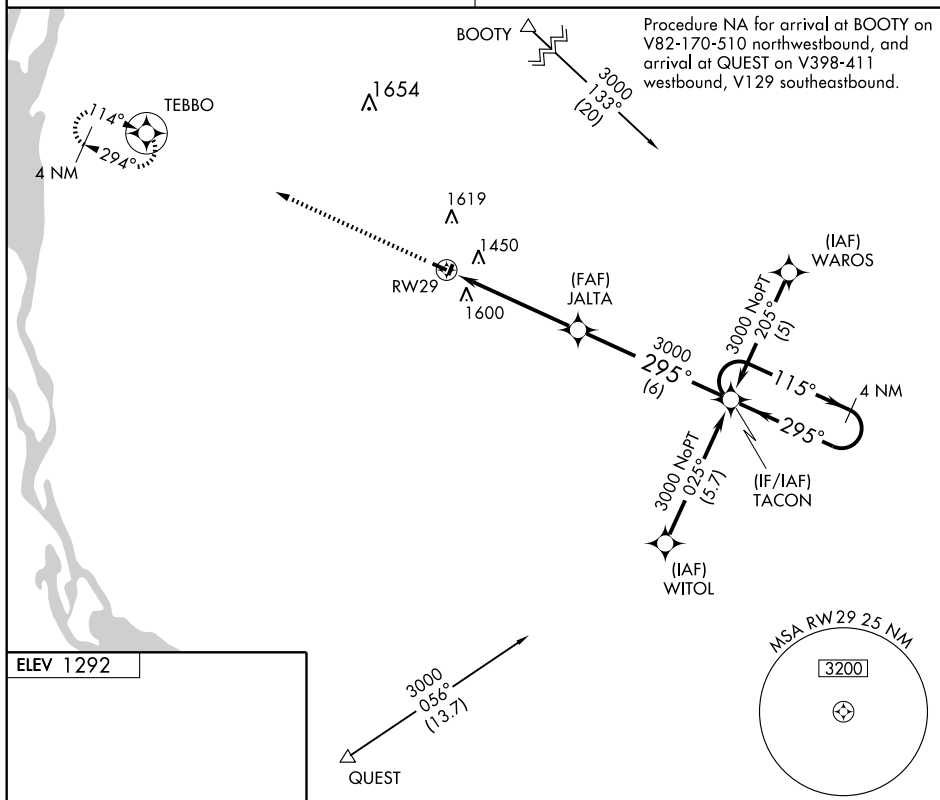 Procedure NA for arrival at BOOTY on
V82-170-510 northwestbound, and
arrival at QUEST on V398-411
westbound, V129 southeastbound.
BOOTY
3000
133°
(20)
1654
TEBBO
114°
294°
4 NM
1619
1450
RW29
1600
(FAF)
JALTA
(IAF)
WAROS
3000 NoPT
205°
(5)
3000
295°
(6)
115°
4 NM
295°
3000 NoPT
025°
(5.7)
(IF/IAF)
TACON
(IAF)
WITOL
MSA RW29 25 NM
3200
ELEV 1292
3000
056°
(13.7)
QUEST